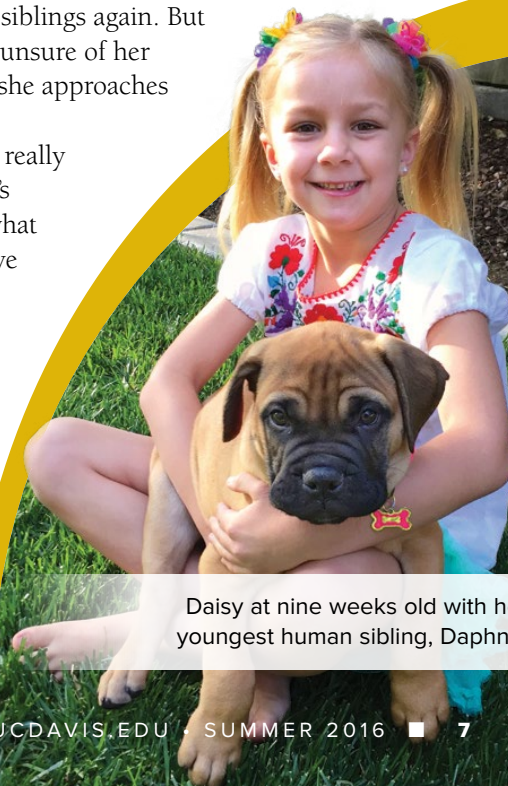 siblings again. But
unsure of her
she approaches
really
's
what
ve
Daisy at nine weeks old with h
youngest human sibling, Daphn
UCDAVIS.EDU • SUMMER 2016 ■ 7